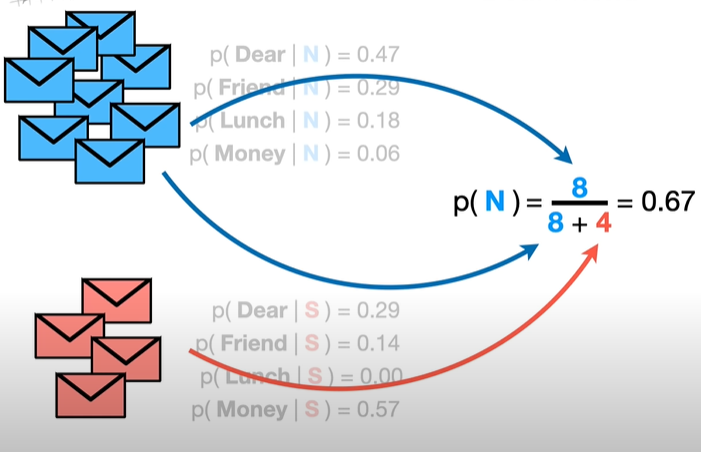 p( Dear | N ) = 0.47
p( Friend | N ) = 0.29
p( Lunch | N ) = 0.18
p( Money | N ) = 0.06
p( N ) = 8 / 8 + 4 = 0.67
p( Dear | S ) = 0.29
p( Friend | S ) = 0.14
p( Lunch | S ) = 0.00
p( Money | S ) = 0.57